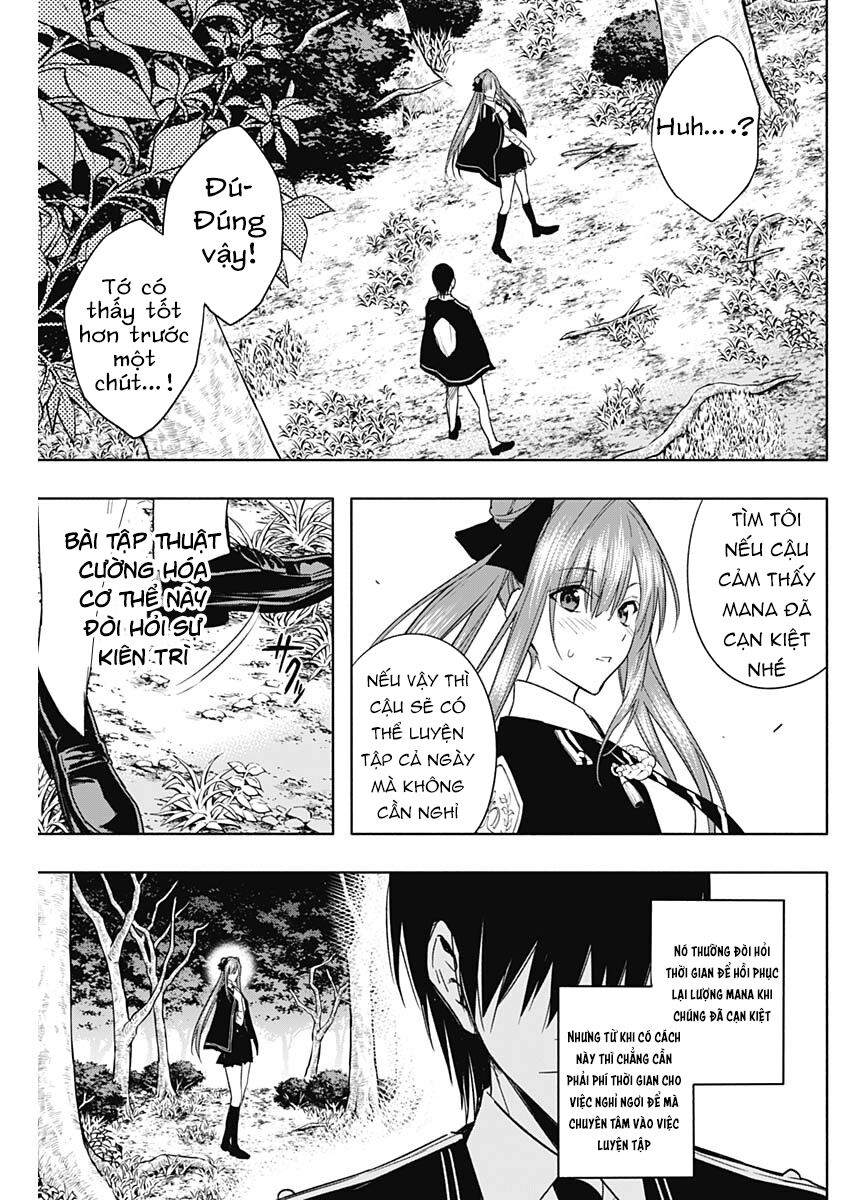 Huh... .?
Đú-
Đúng
vậy!
Tớ có
thấy tốt
hơn trước
một
chút...!
TÌM TÔI
NẾU CẬU
CẢM THẤY
MANA ĐÃ
CẠN KIỆT
NHÉ
NẾU VẬY THÌ
CẬU SẼ CÓ
THỂ LUYỆN
TẬP CẢ NGÀY
MÀ KHÔNG
CẦN NGHỈ
BÀI TẬP THUẬT
CƯỜNG HÓA
CƠ THỂ NÀY
ĐÒI HỎI SỰ
KIÊN TRÌ
NÓ THƯỜNG ĐÒI HỎI
THỜI GIAN ĐỂ HỒI PHỤC
LẠI LƯỢNG MANA KHI
CHÚNG ĐÃ CẠN KIỆT
NHƯNG TỪ KHI CÓ CÁCH
NÀY THÌ CHẲNG CẦN
PHẢI PHÍ THỜI GIAN CHO
VIỆC NGHỈ NGƠI ĐỂ MÀ
CHUYÊN TÂM VÀO VIỆC
LUYỆN TẬP